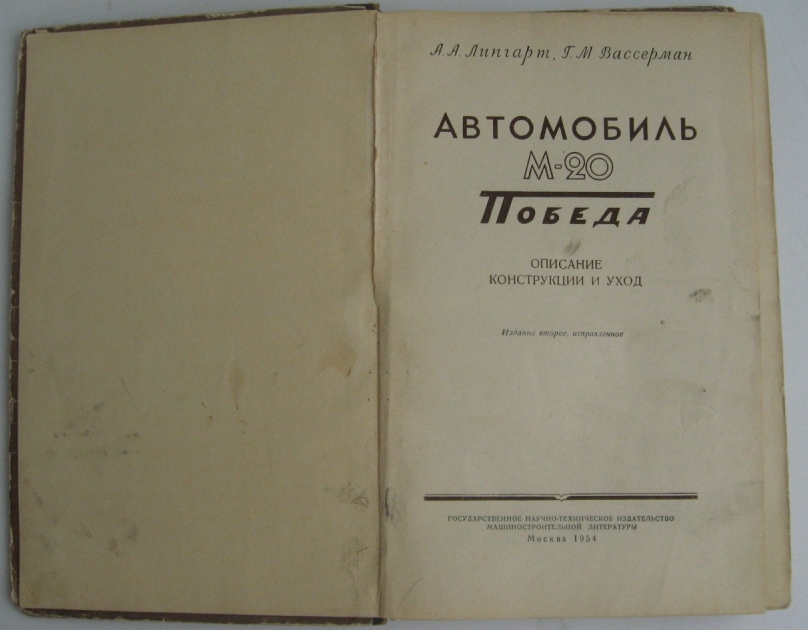 А. А. Липгарт, Г. М Вассерман
АВТОМОБИЛЬ
М-20
ПОБЕДА
ОПИСАНИЕ
КОНСТРУКЦИИ И УХОД
Издание второе, исправленное
ГОСУДАРСТВЕННОЕ НАУЧНО-ТЕХНИЧЕСКОЕ ИЗДАТЕЛЬСТВО
МАШИНОСТРОИТЕЛЬНОЙ ЛИТЕРАТУРЫ
Москва 1954